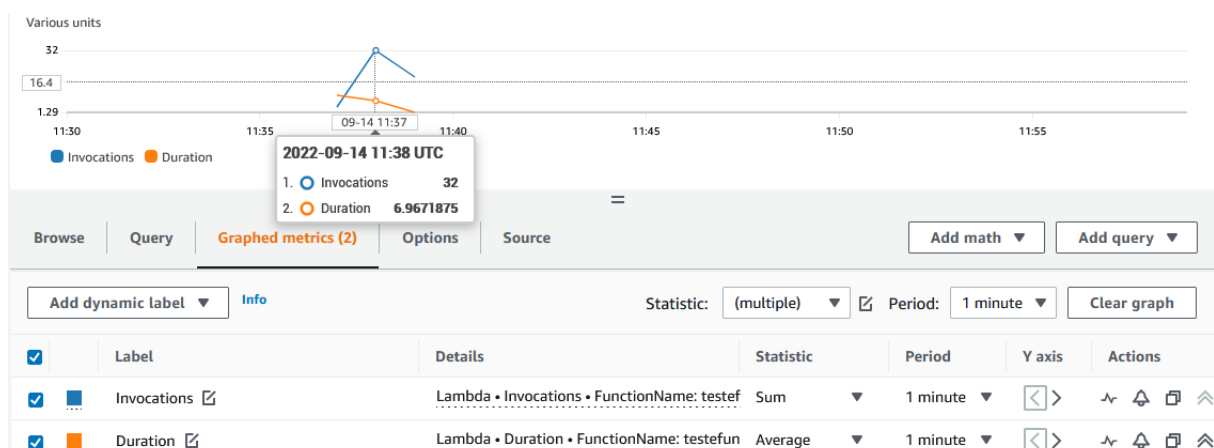 Various units
32
16.4
1.29
11:30 11:35 09-14 11:37 11:40 11:45 11:50 11:55
Invocations Duration
2022-09-14 11:38 UTC
1. Invocations 32
2. Duration 6.9671875
=
Browse Query Graphed metrics (2) Options Source Add math Add query
Add dynamic label Info Statistic: (multiple) Period: 1 minute Clear graph
Label Details Statistic Period Y axis Actions
Invocations Lambda • Invocations • FunctionName: testef Sum 1 minute < >
Duration Lambda • Duration • FunctionName: testefun Average 1 minute < >